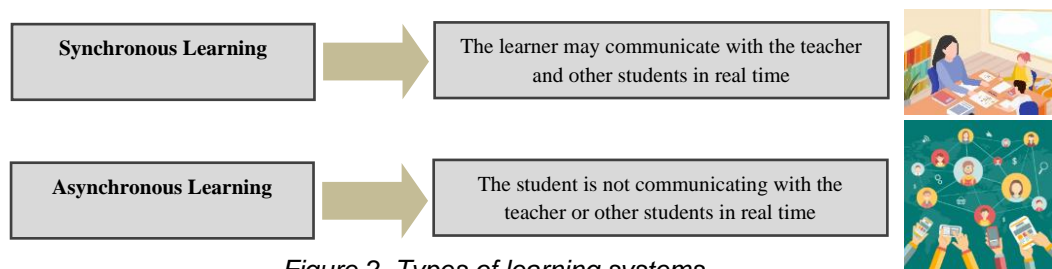 Synchronous Learning
The learner may communicate with the teacher
and other students in real time
Asynchronous Learning
The student is not communicating with the
teacher or other students in real time
Figure 2. Types of learning systems